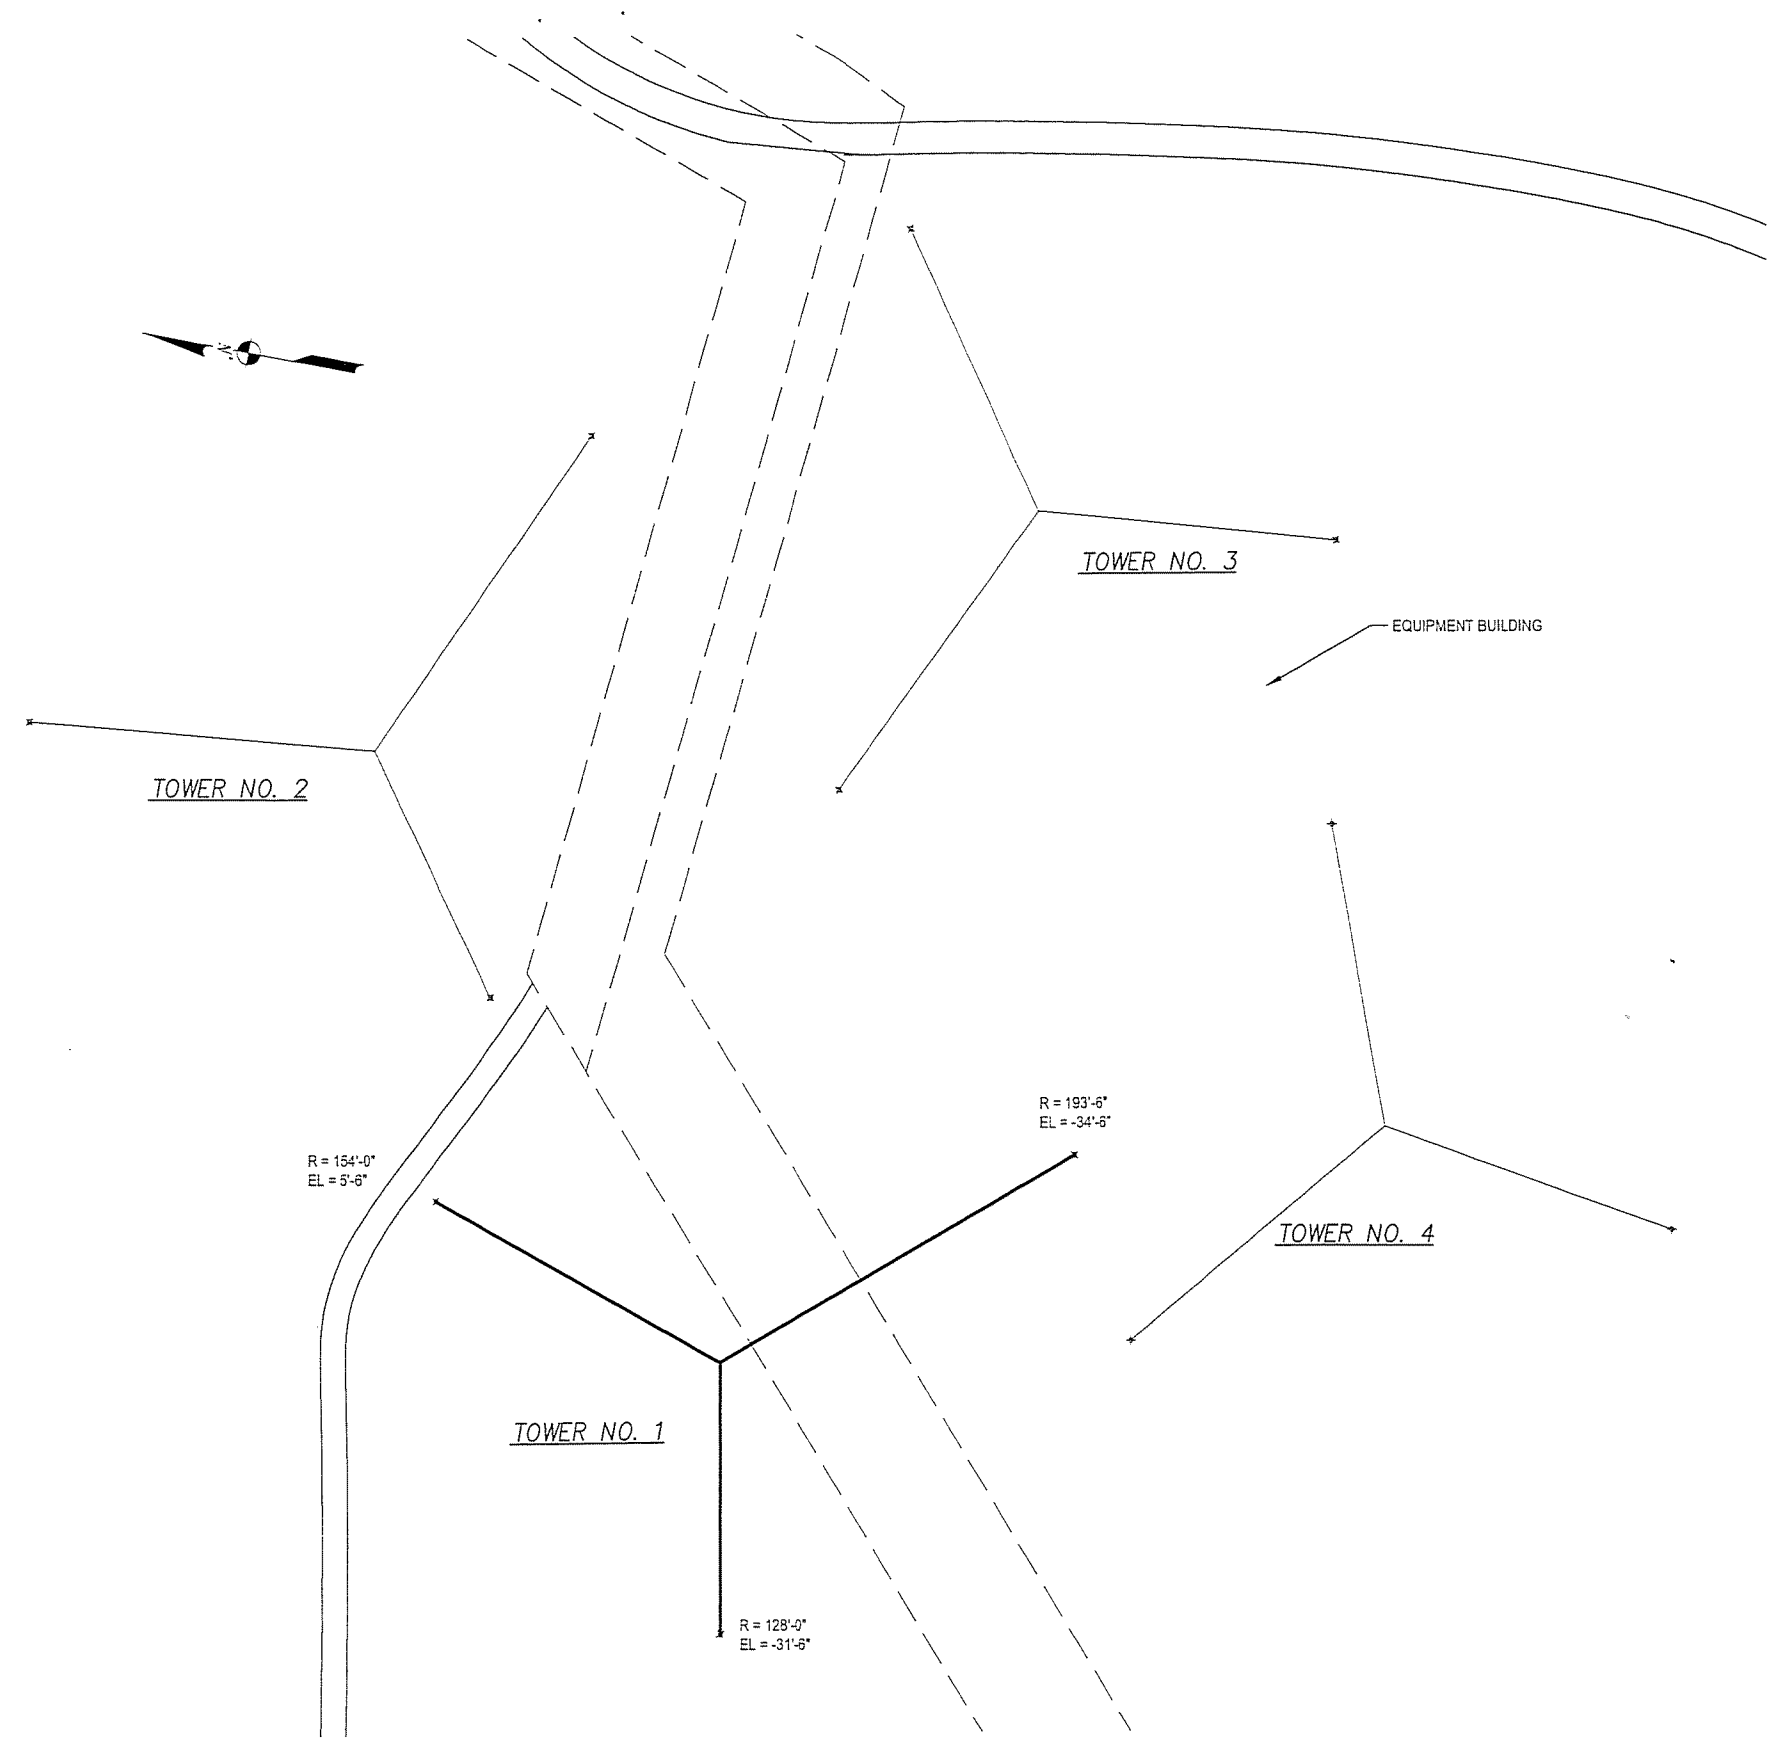 N.
TOWER NO. 3
EQUIPMENT BUILDING
TOWER NO. 2
R = 193'-6"
EL = -34'-6"
R = 154'-0"
EL = 5'-6"
TOWER NO. 4
TOWER NO. 1
R = 128'-0"
EL = -31'-6"